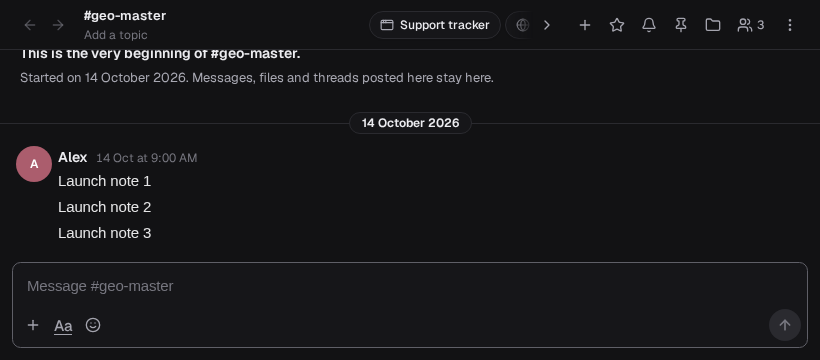 #geo-master
Add a topic
Support tracker
3
This is the very beginning of #geo-master.
Started on 14 October 2026. Messages, files and threads posted here stay here.
14 October 2026
A
Alex 14 Oct at 9:00 AM
Launch note 1
Launch note 2
Launch note 3
Message #geo-master
Aa